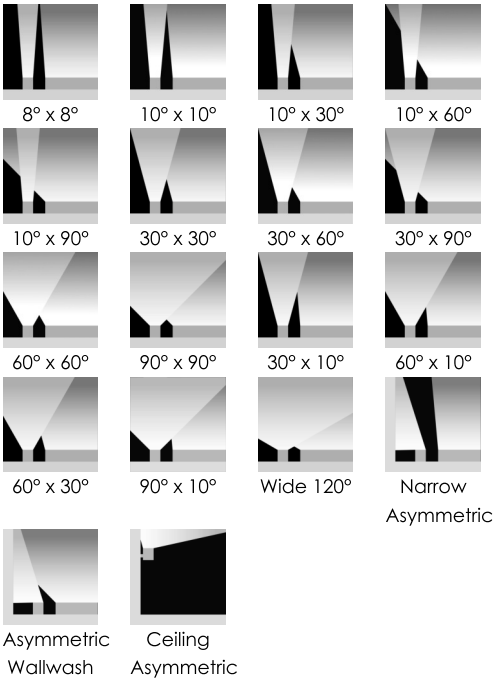 8° x 8°
10° x 10°
10° x 30°
10° x 60°
10° x 90°
30° x 30°
30° x 60°
30° x 90°
60° x 60°
90° x 90°
30° x 10°
60° x 10°
60° x 30°
90° x 10°
Wide 120°
Narrow
Asymmetric
Asymmetric
Wallwash
Ceiling
Asymmetric